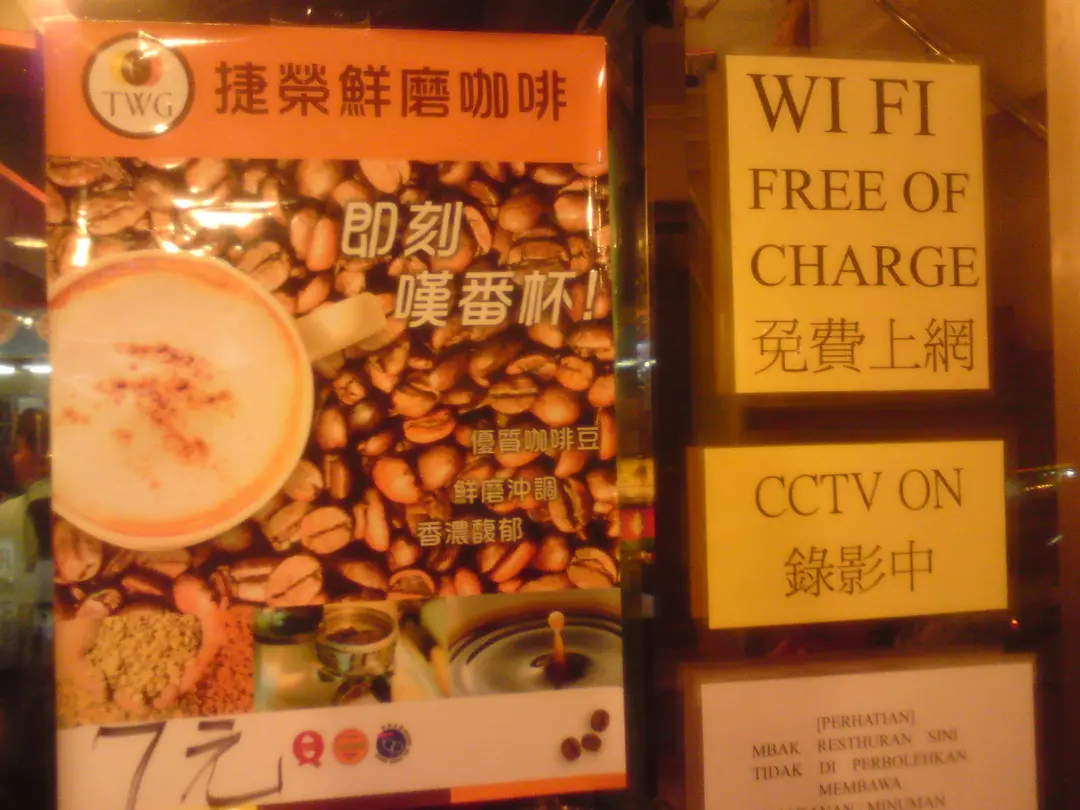 TWG
捷榮鮮磨咖啡
即刻
嘆番杯!
優質咖啡豆
鮮磨沖調
香濃馥郁
7元
WI FI
FREE OF
CHARGE
免費上網
CCTV ON
錄影中
[PERHATIAN]
MBAK RESTHURAN SINI
TIDAK DI PERBOLEHKAN
MEMBAWA
MINUMAN